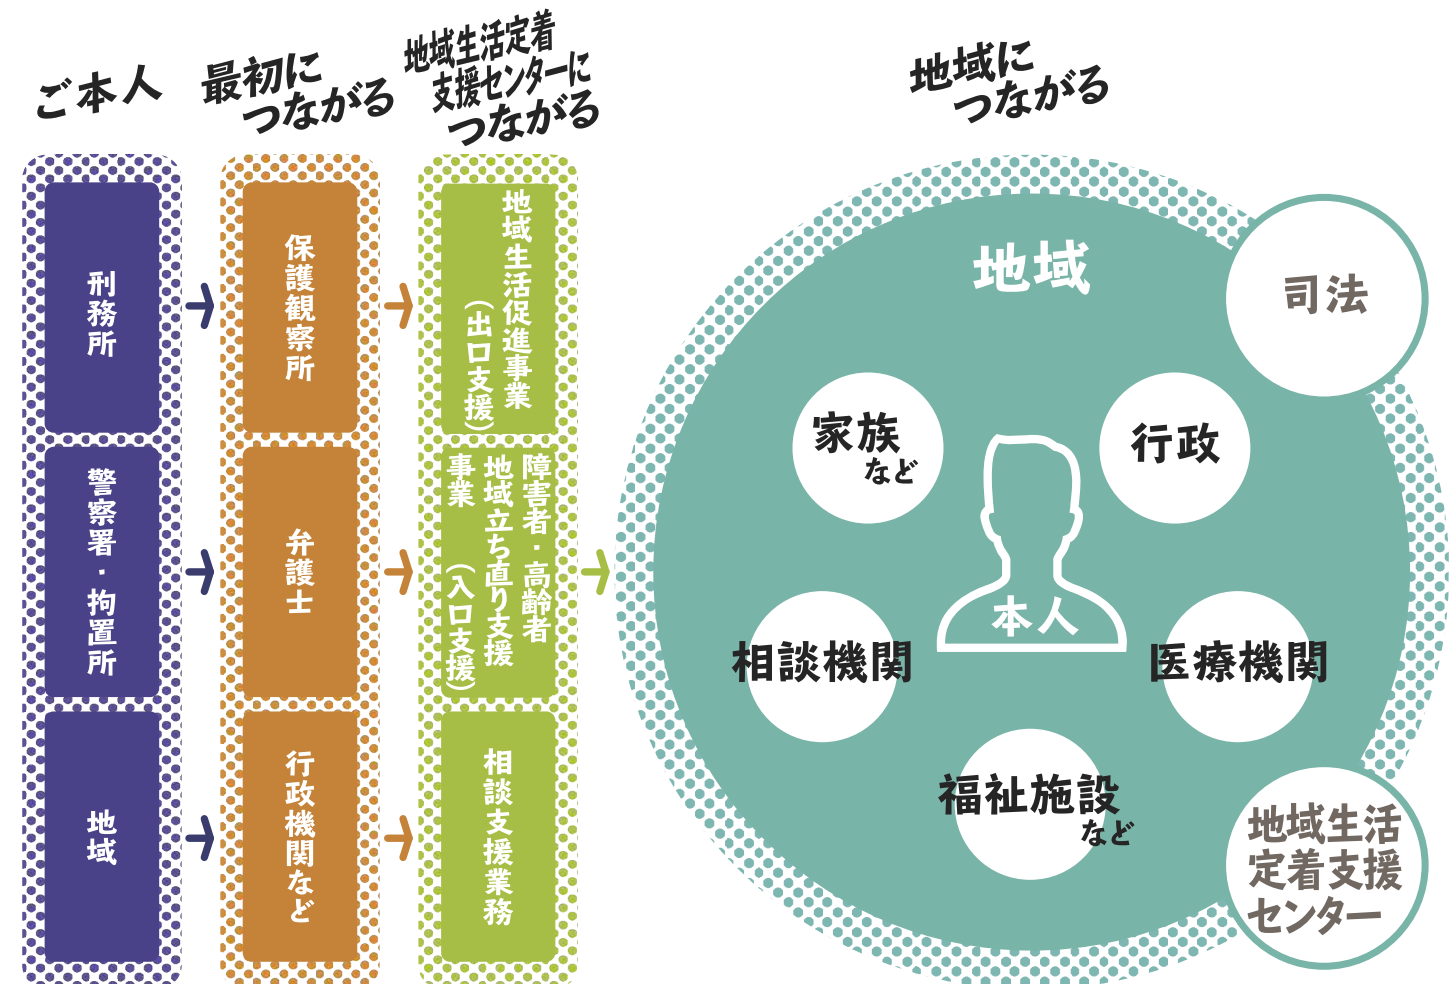 ご本人
最初に
つながる
地域生活定着
支援センターに
つながる
地域に
つながる
刑務所
保護観察所
地域生活促進事業
（出口支援）
警察署・拘置所
弁護士
障害者・高齢者
地域立ち直り支援
事業　（入口支援）
地域
行政機関など
相談支援業務
地域
司法
家族
など
行政
本人
相談機関
医療機関
福祉施設
など
地域生活
定着支援
センター